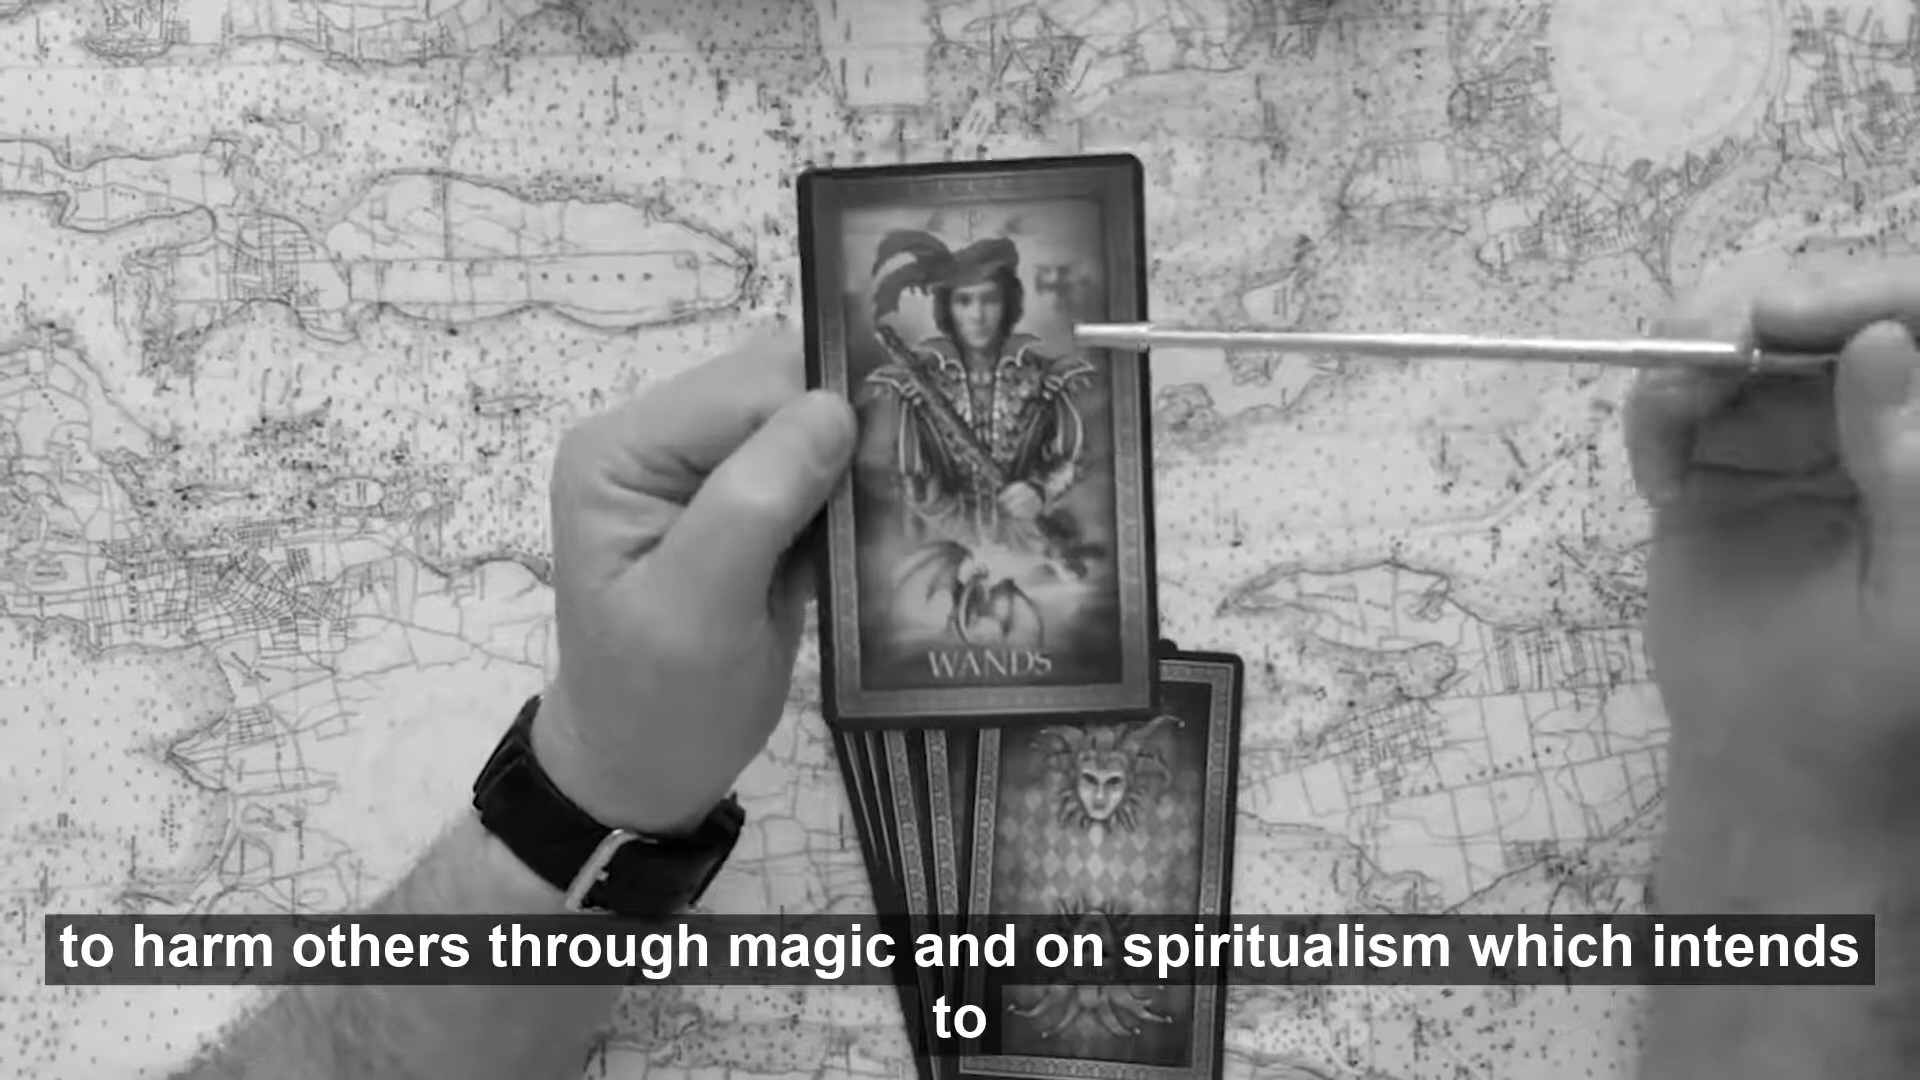 P
WANDS
to harm others through magic and on spiritualism which intends
to